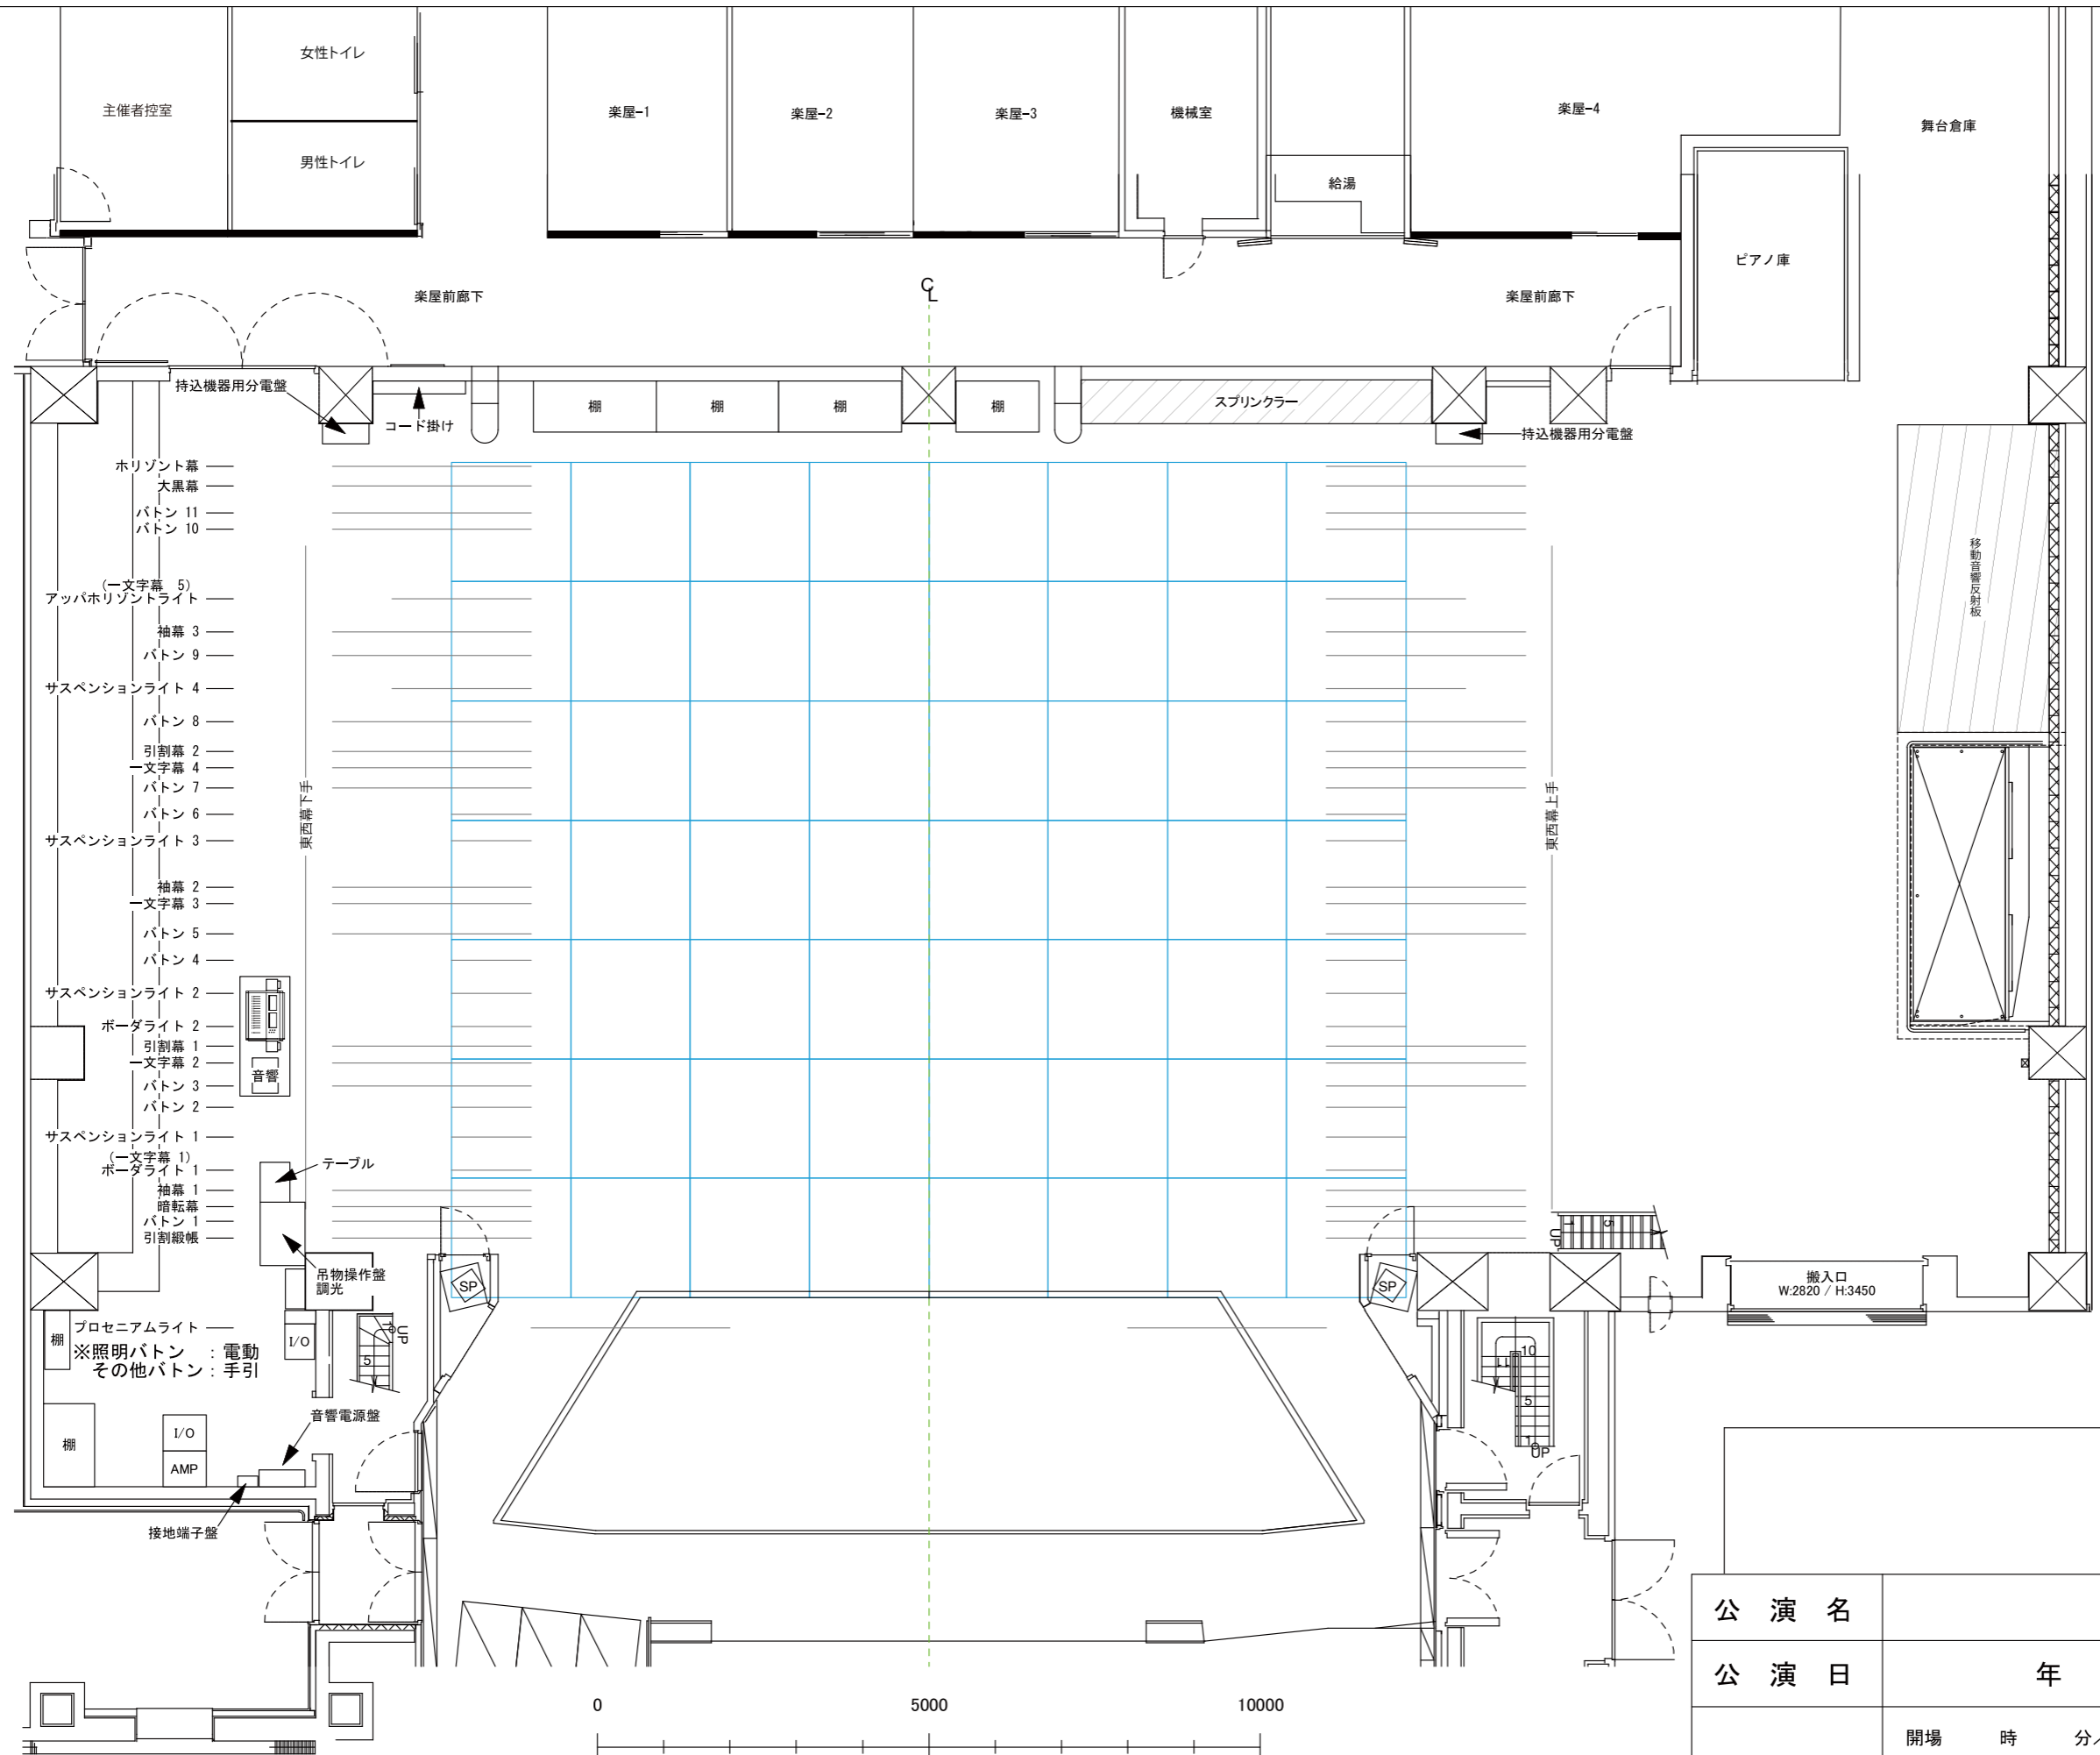 女性トイレ
主催者控室
男性トイレ
楽屋-1
楽屋-2
楽屋-3
機械室
給湯
楽屋-4
舞台倉庫
ピアノ庫
楽屋前廊下
CL
楽屋前廊下
持込機器用分電盤
コード掛け
棚
棚
棚
棚
スプリンクラー
持込機器用分電盤
ホリゾント幕
大黒幕
バトン 11
バトン 10
(一文字幕 5)
アッパホリゾントライト
袖幕 3
バトン 9
サスペンションライト 4
バトン 8
引割幕 2
一文字幕 4
バトン 7
バトン 6
サスペンションライト 3
袖幕 2
一文字幕 3
バトン 5
バトン 4
サスペンションライト 2
ボーダライト 2
引割幕 1
一文字幕 2
バトン 3
バトン 2
サスペンションライト 1
(一文字幕 1)
ボーダライト 1
袖幕 1
暗転幕
バトン 1
引割緞帳
プロセニアムライト
※照明バトン : 電動
その他バトン : 手引
東西幕下手
東西幕上手
移動音響反射板
音響
テーブル
吊物操作盤
調光
SP
SP
棚
I/O
UP
1
5
音響電源盤
棚
I/O
AMP
接地端子盤
UP
1
5
搬入口
W:2820 / H:3450
10
11
5
1
UP
0
5000
10000
公演名
公演日
年
開場 時 分